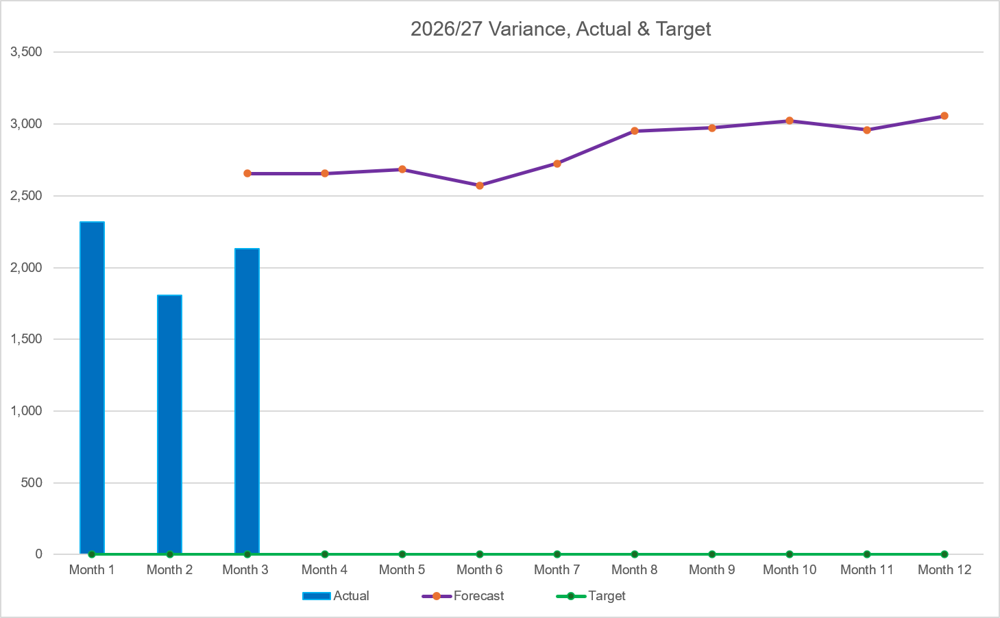 2026/27 Variance, Actual & Target
3,500
3,000
2,500
2,000
1,500
1,000
500
0
Month 1 Month 2 Month 3 Month 4 Month 5 Month 6 Month 7 Month 8 Month 9 Month 10 Month 11 Month 12
Actual Forecast Target